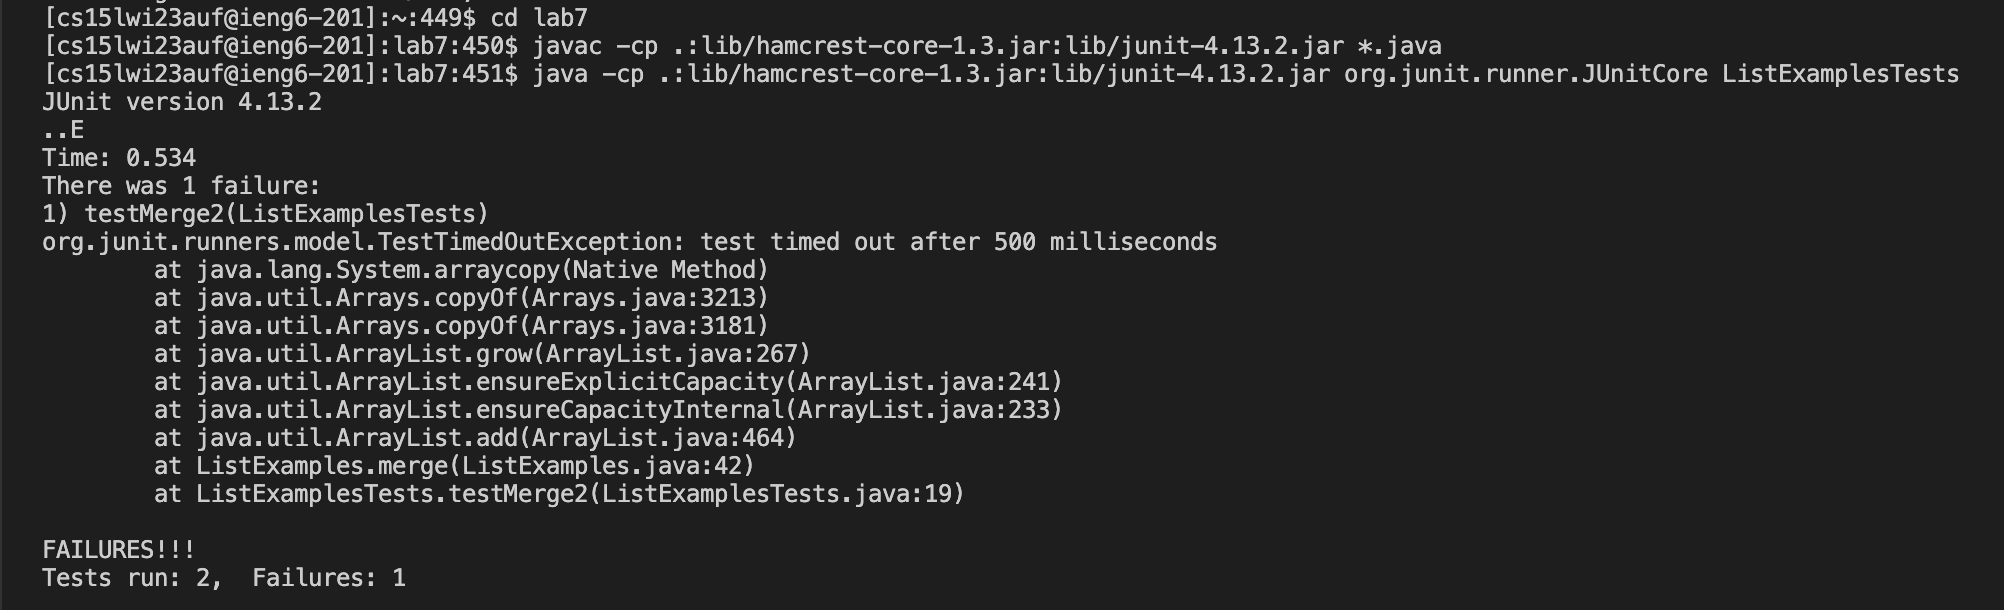 [cs15lwi23auf@ieng6-201]:~:449$ cd lab7
[cs15lwi23auf@ieng6-201]:lab7:450$ javac -cp .:lib/hamcrest-core-1.3.jar:lib/junit-4.13.2.jar *.java
[cs15lwi23auf@ieng6-201]:lab7:451$ java -cp .:lib/hamcrest-core-1.3.jar:lib/junit-4.13.2.jar org.junit.runner.JUnitCore ListExamplesTests
JUnit version 4.13.2
..E
Time: 0.534
There was 1 failure:
1) testMerge2(ListExamplesTests)
org.junit.runners.model.TestTimedOutException: test timed out after 500 milliseconds
        at java.lang.System.arraycopy(Native Method)
        at java.util.Arrays.copyOf(Arrays.java:3213)
        at java.util.Arrays.copyOf(Arrays.java:3181)
        at java.util.ArrayList.grow(ArrayList.java:267)
        at java.util.ArrayList.ensureExplicitCapacity(ArrayList.java:241)
        at java.util.ArrayList.ensureCapacityInternal(ArrayList.java:233)
        at java.util.ArrayList.add(ArrayList.java:464)
        at ListExamples.merge(ListExamples.java:42)
        at ListExamplesTests.testMerge2(ListExamplesTests.java:19)

FAILURES!!!
Tests run: 2,  Failures: 1